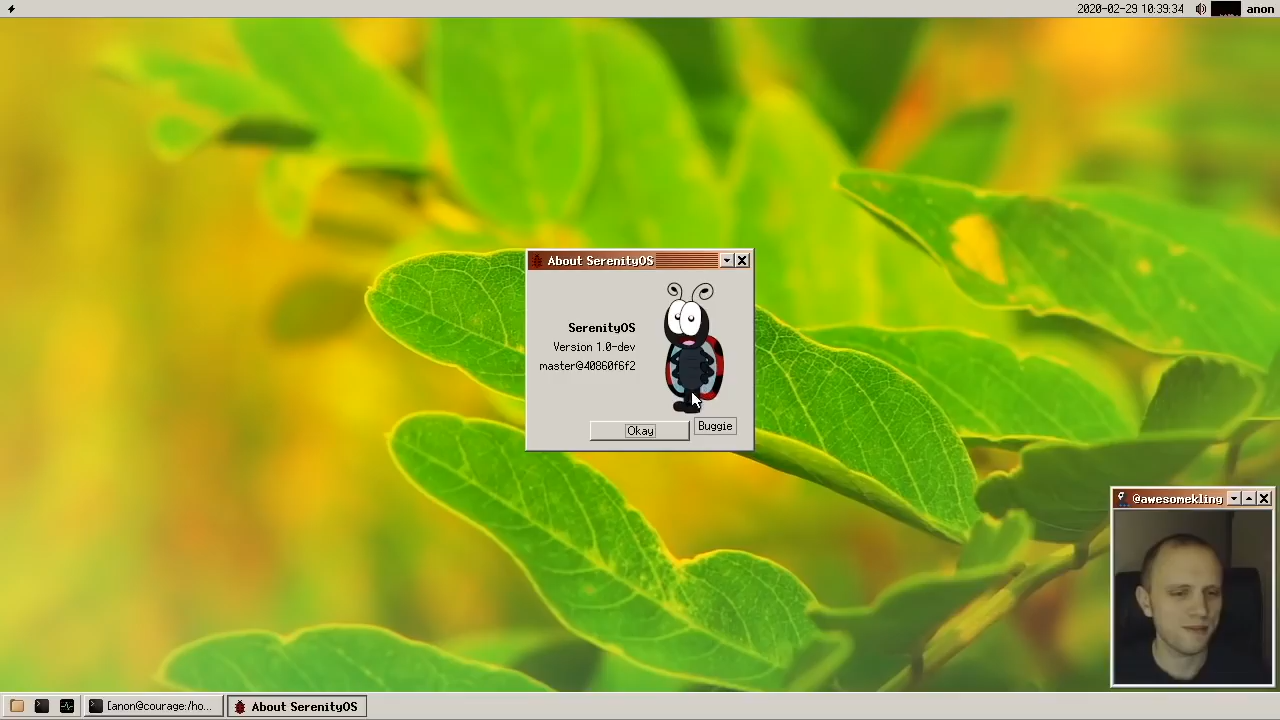 2020-02-29 10:39:34
anon
About SerenityOS
SerenityOS
Version 1.0-dev
master@40860f6f2
Okay
Buggie
@awesomekling
[anon@courage:/ho...
About SerenityOS